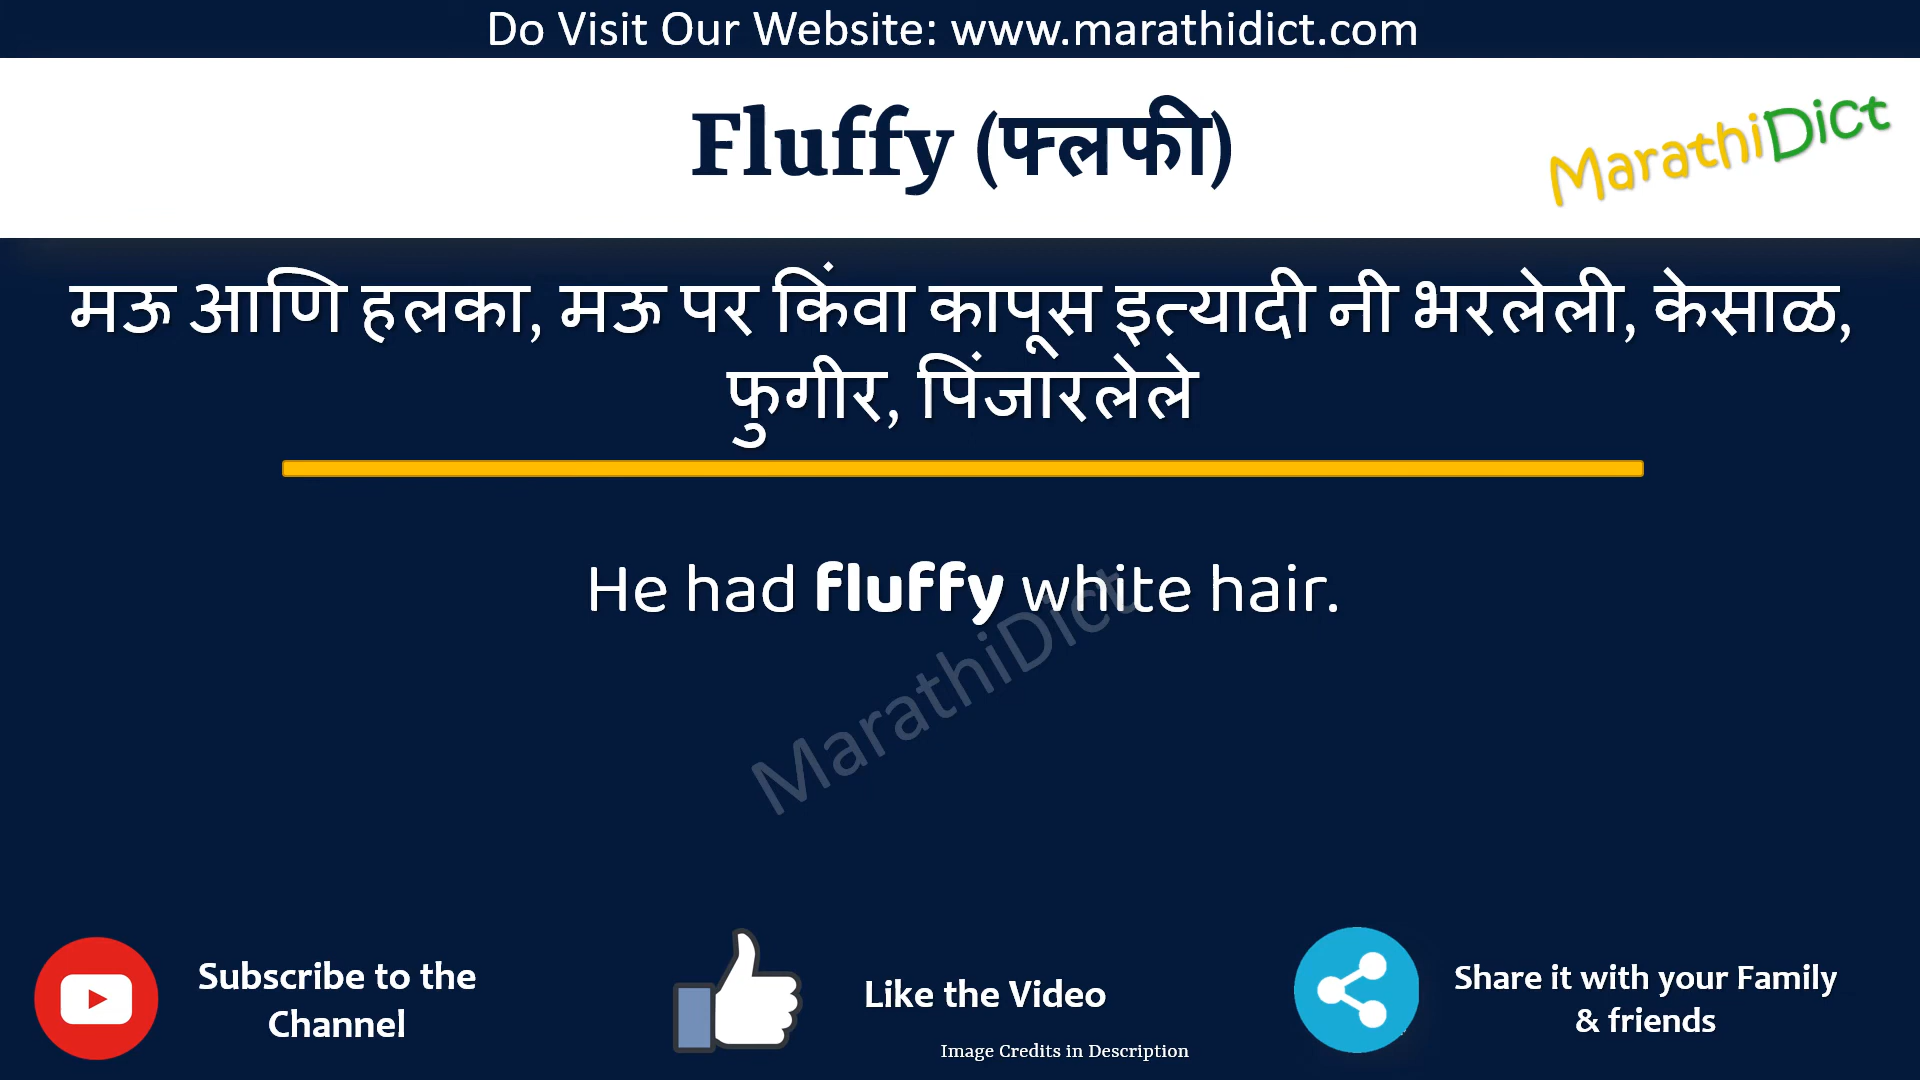 Do Visit Our Website: www.marathidict.com
Fluffy (फ्लफी)
MarathiDict
मऊ आणि हलका, मऊ पर किंवा कापूस इत्यादी नी भरलेली, केसाळ,
फुगीर, पिंजारलेले
He had fluffy white hair.
MarathiDict
Subscribe to the
Channel
Like the Video
Share it with your Family
& friends
Image Credits in Description